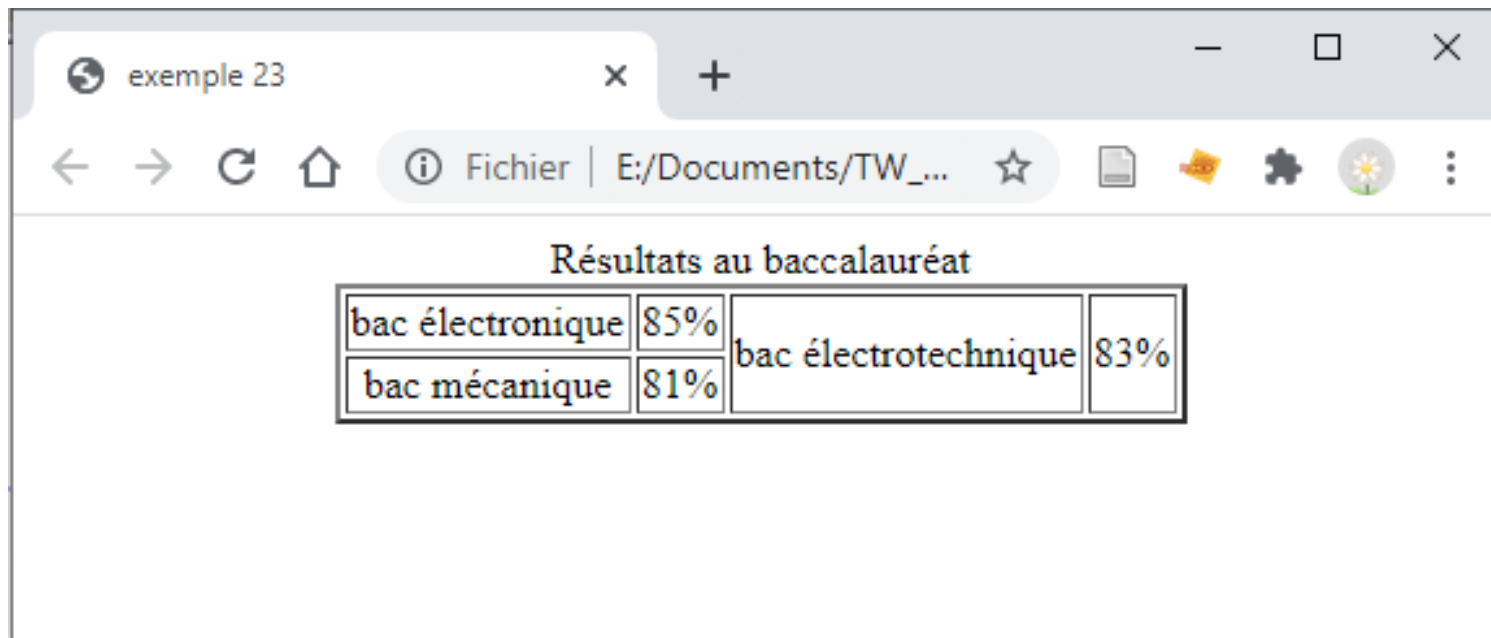 exemple 23
Fichier E:/Documents/TW_...
Résultats au baccalauréat
bac électronique 85% bac électrotechnique 83%
bac mécanique 81%